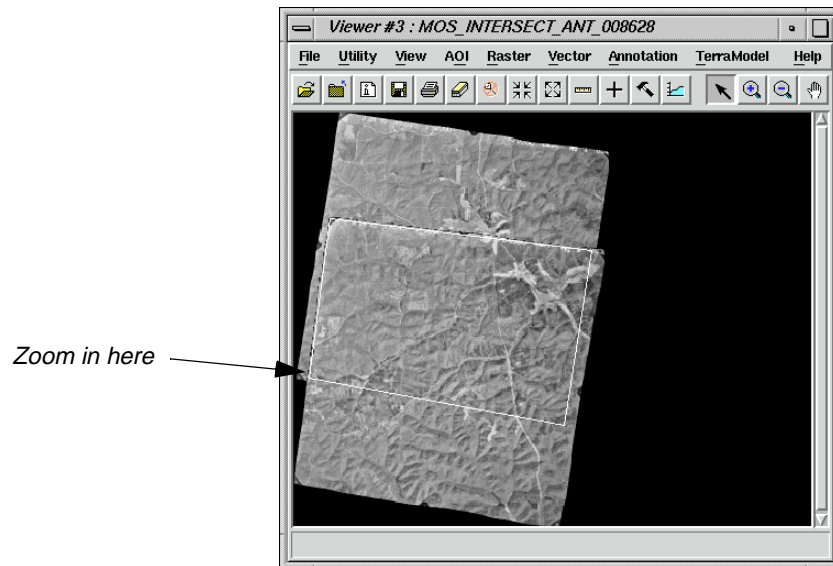 Viewer #3 : MOS_INTERSECT_ANT_008628
File Utility View AOI Raster Vector Annotation TerraModel Help
Zoom in here